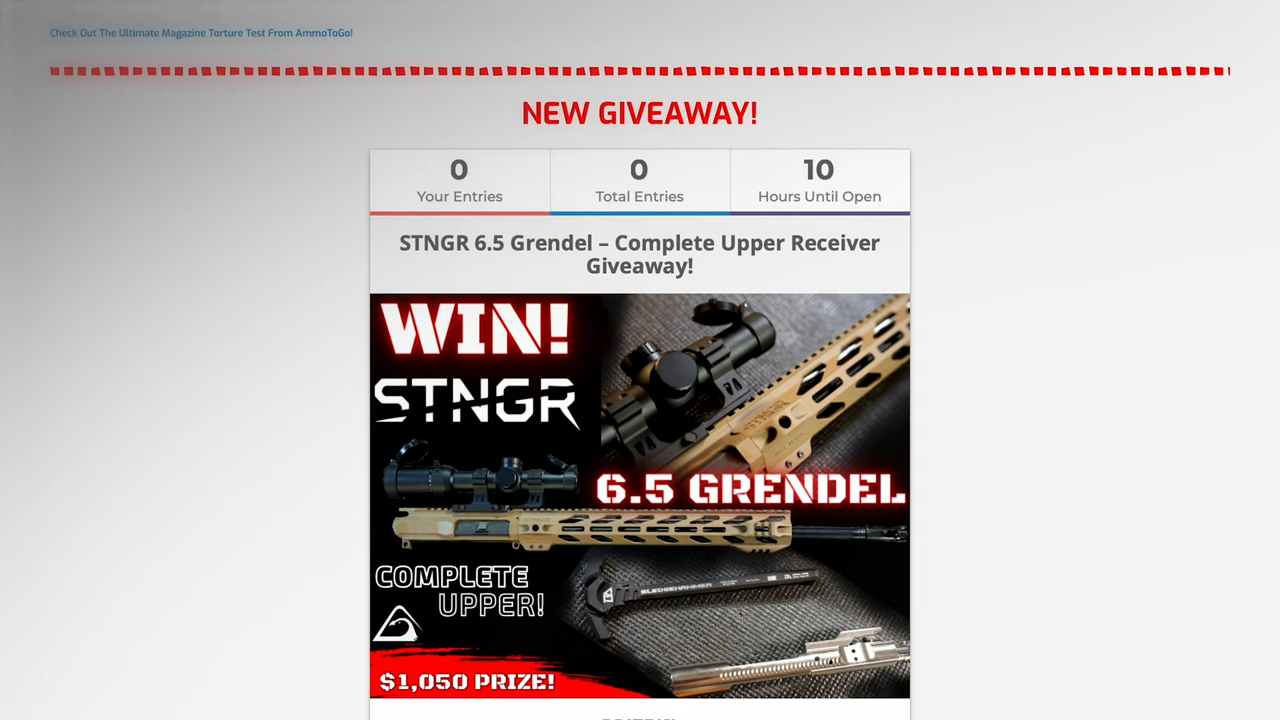 Check Out The Ultimate Magazine Torture Test From AmmoToGo!
NEW GIVEAWAY!
0
Your Entries
0
Total Entries
10
Hours Until Open
STNGR 6.5 Grendel – Complete Upper Receiver
Giveaway!
WIN!
STNGR
6.5 GRENDEL
COMPLETE
UPPER!
SLEDGEHAMMER
$1,050 PRIZE!